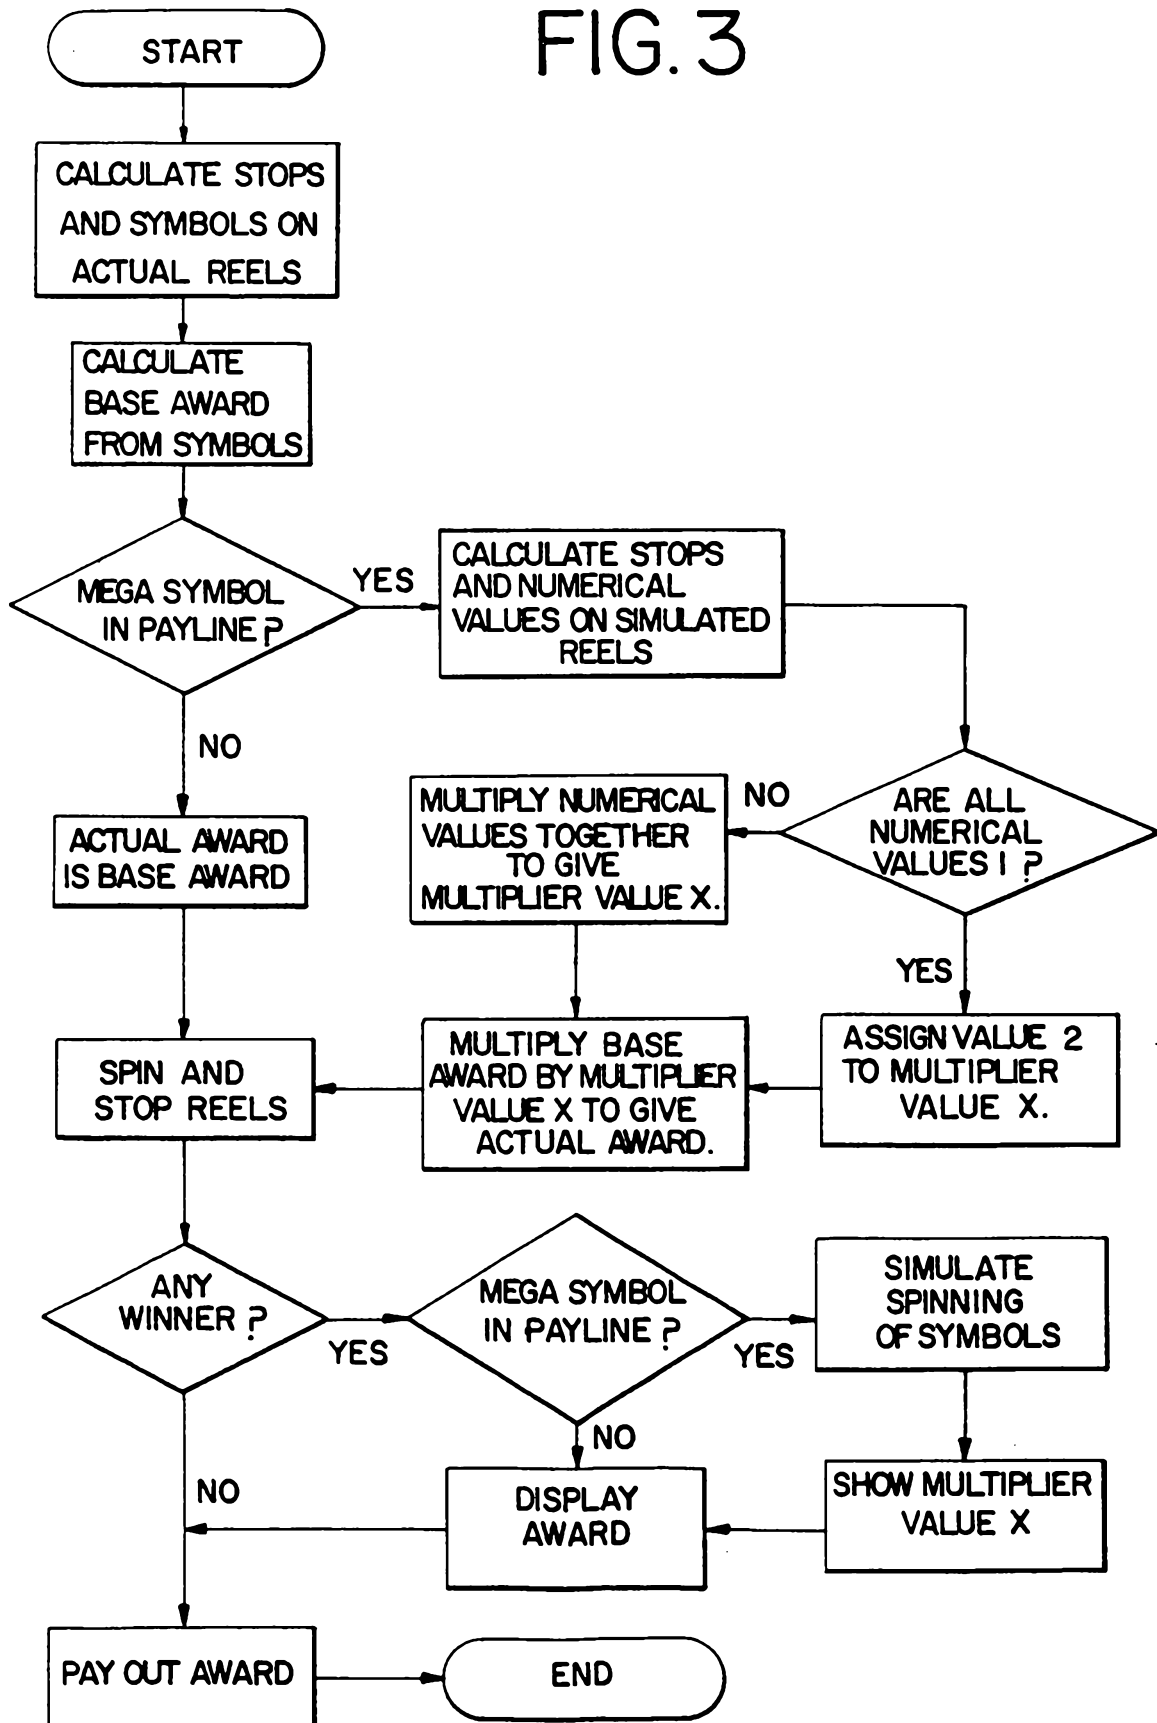 FIG. 3
START
CALCULATE STOPS
AND SYMBOLS ON
ACTUAL REELS
CALCULATE
BASE AWARD
FROM SYMBOLS
MEGA SYMBOL
IN PAYLINE ?
YES
CALCULATE STOPS
AND NUMERICAL
VALUES ON SIMULATED
REELS
NO
ARE ALL
NUMERICAL
VALUES 1 ?
NO
MULTIPLY NUMERICAL
VALUES TOGETHER
TO GIVE
MULTIPLIER VALUE X.
YES
ACTUAL AWARD
IS BASE AWARD
ASSIGN VALUE 2
TO MULTIPLIER
VALUE X.
MULTIPLY BASE
AWARD BY MULTIPLIER
VALUE X TO GIVE
ACTUAL AWARD.
SPIN AND
STOP REELS
ANY
WINNER ?
YES
MEGA SYMBOL
IN PAYLINE ?
YES
SIMULATE
SPINNING
OF SYMBOLS
NO
NO
DISPLAY
AWARD
SHOW MULTIPLIER
VALUE X
PAY OUT AWARD
END